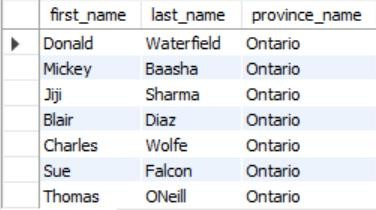 first_name last_name province_name
Donald Waterfield Ontario
Mickey Baasha Ontario
Jiji Sharma Ontario
Blair Diaz Ontario
Charles Wolfe Ontario
Sue Falcon Ontario
Thomas ONeill Ontario